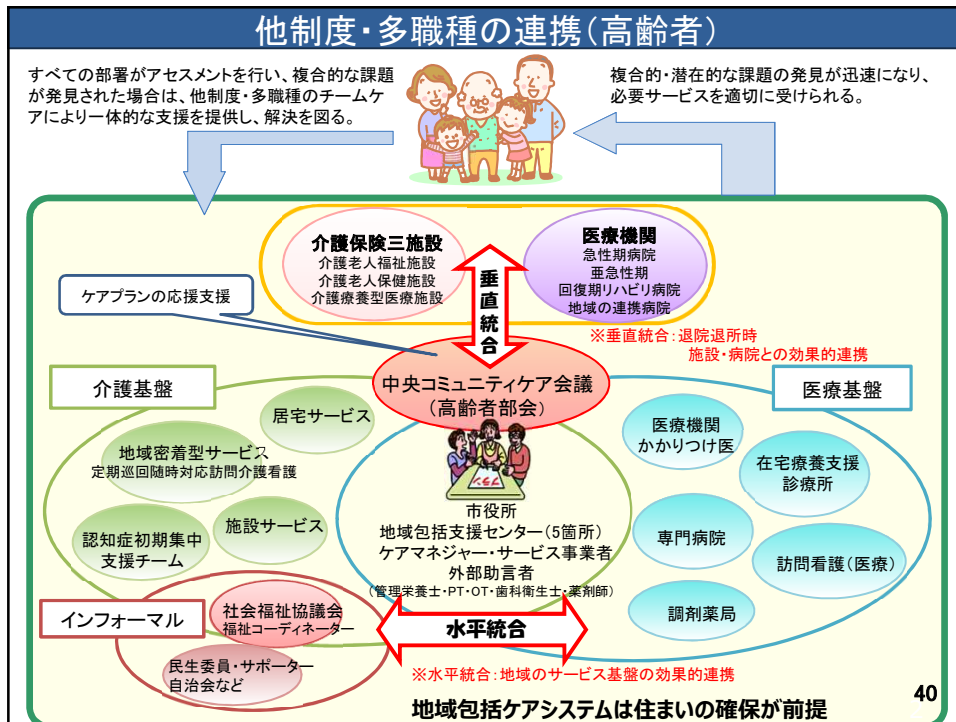 他制度・多職種の連携(高齢者)
すべての部署がアセスメントを行い、複合的な課題
が発見された場合は、他制度・多職種のチームケ
アにより一体的な支援を提供し、解決を図る。
複合的・潜在的な課題の発見が迅速になり、
必要サービスを適切に受けられる。
介護保険三施設
介護老人福祉施設
介護老人保健施設
介護療養型医療施設
医療機関
急性期病院
亜急性期
回復期リハビリ病院
地域の連携病院
垂直統合
ケアプランの応援支援
※垂直統合:退院退所時
施設・病院との効果的連携
中央コミュニティケア会議
(高齢者部会)
介護基盤
医療基盤
居宅サービス
地域密着型サービス
定期巡回随時対応訪問介護看護
施設サービス
認知症初期集中
支援チーム
プラン
市役所
地域包括支援センター(5箇所)
ケアマネジャー・サービス事業者
外部助言者
(管理栄養士・PT・OT・歯科衛生士・薬剤師)
医療機関
かかりつけ医
在宅療養支援
診療所
専門病院
訪問看護(医療)
調剤薬局
インフォーマル
社会福祉協議会
福祉コーディネーター
民生委員・サポーター
自治会など
水平統合
※水平統合:地域のサービス基盤の効果的連携
地域包括ケアシステムは住まいの確保が前提
40